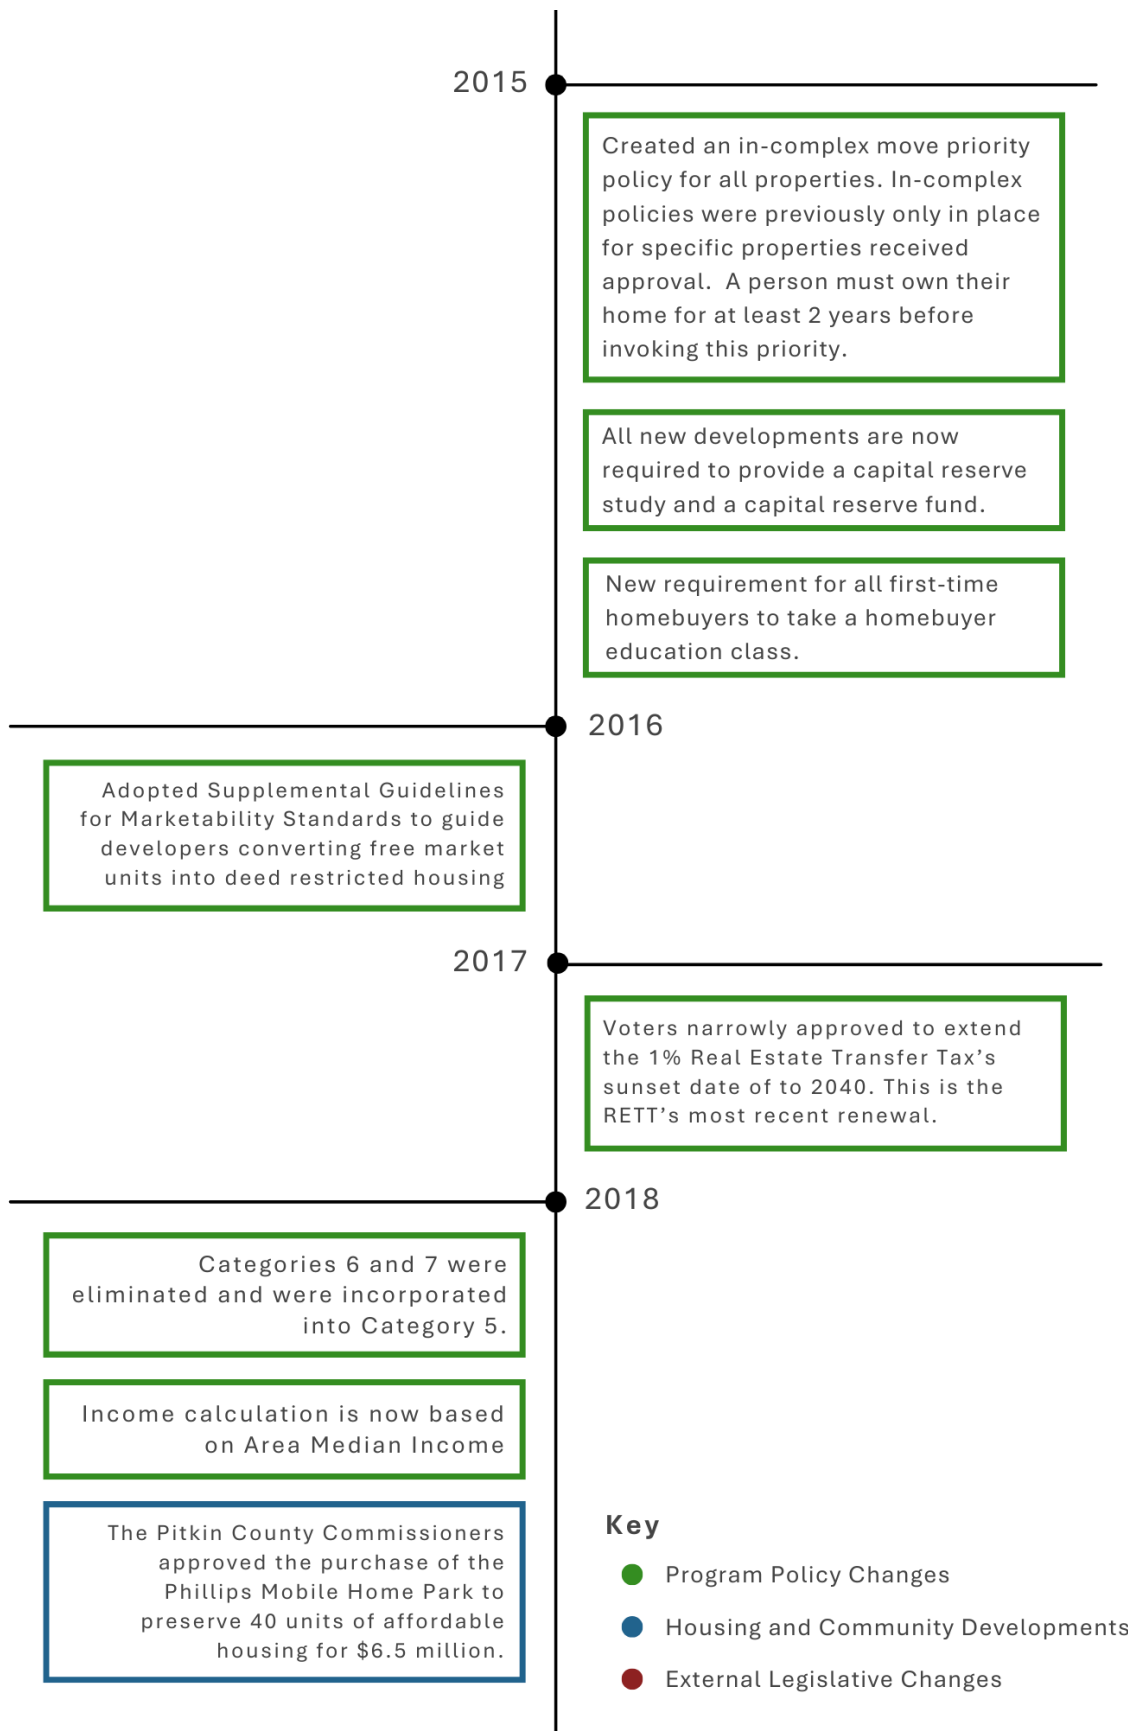 2015
Created an in-complex move priority
policy for all properties. In-complex
policies were previously only in place
for specific properties received
approval.  A person must own their
home for at least 2 years before
invoking this priority.
All new developments are now
required to provide a capital reserve
study and a capital reserve fund.
New requirement for all first-time
homebuyers to take a homebuyer
education class.
2016
Adopted Supplemental Guidelines
for Marketability Standards to guide
developers converting free market
units into deed restricted housing
2017
Voters narrowly approved to extend
the 1% Real Estate Transfer Tax’s
sunset date of to 2040. This is the
RETT’s most recent renewal.
2018
Categories 6 and 7 were
eliminated and were incorporated
into Category 5.
Income calculation is now based
on Area Median Income
The Pitkin County Commissioners
approved the purchase of the
Phillips Mobile Home Park to
preserve 40 units of affordable
housing for $6.5 million.
Key
Program Policy Changes
Housing and Community Developments
External Legislative Changes